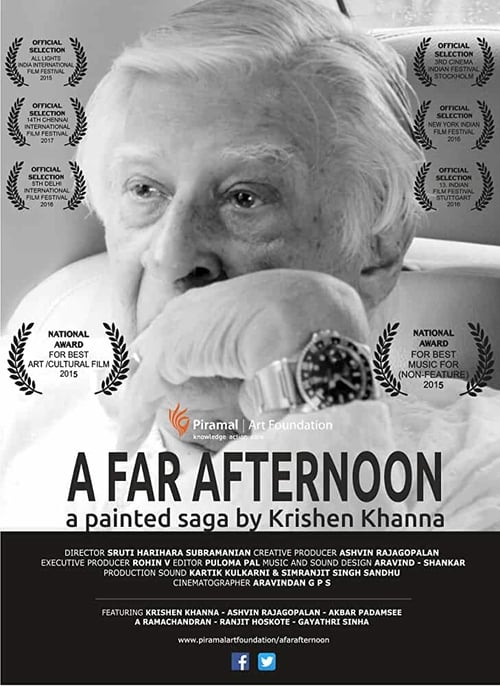 OFFICIAL
SELECTION
ALL LIGHTS
INDIA INTERNATIONAL
FILM FESTIVAL
2015
OFFICIAL
SELECTION
3RD CINEMA
INDIAN FESTIVAL
STOCKHOLM
OFFICIAL
SELECTION
14TH CHENNAI
INTERNATIONAL
FILM FESTIVAL
2017
OFFICIAL
SELECTION
NEW YORK INDIAN
FILM FESTIVAL
2016
OFFICIAL
SELECTION
5TH DELHI
INTERNATIONAL
FILM FESTIVAL
2016
OFFICIAL
SELECTION
13. INDIAN
FILM FESTIVAL
STUTTGART
2016
NATIONAL
AWARD
FOR BEST
ART /CULTURAL FILM
2015
NATIONAL
AWARD
FOR BEST
MUSIC FOR
(NON-FEATURE)
2015
Piramal | Art Foundation
knowledge action care
A FAR AFTERNOON
a painted saga by Krishen Khanna
DIRECTOR SRUTI HARIHARA SUBRAMANIAN CREATIVE PRODUCER ASHVIN RAJAGOPALAN
EXECUTIVE PRODUCER ROHIN V EDITOR PULOMA PAL MUSIC AND SOUND DESIGN ARAVIND - SHANKAR
PRODUCTION SOUND KARTIK KULKARNI & SIMRANJIT SINGH SANDHU
CINEMATOGRAPHER ARAVINDAN G P S
FEATURING KRISHEN KHANNA - ASHVIN RAJAGOPALAN - AKBAR PADAMSEE
A RAMACHANDRAN - RANJIT HOSKOTE - GAYATHRI SINHA
www.piramalartfoundation/afarafternoon